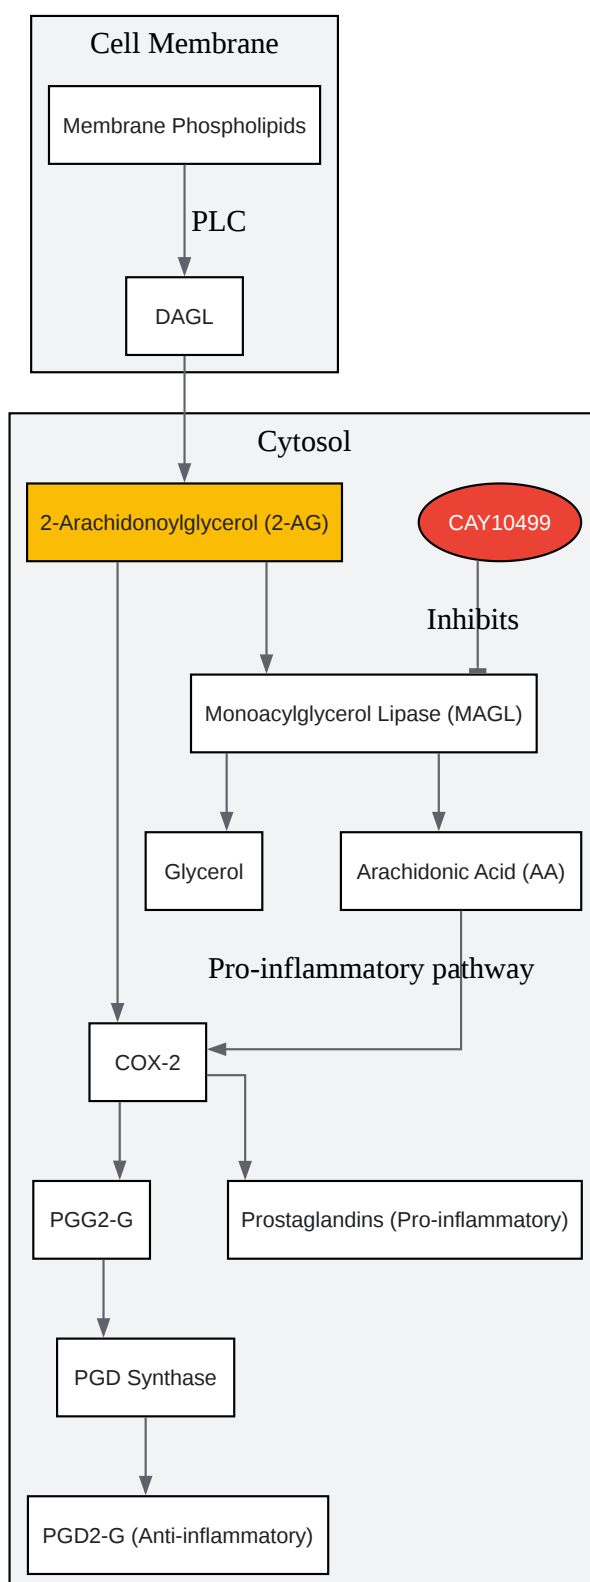 Cell Membrane
Membrane Phospholipids
PLC
DAGL
Cytosol
2-Arachidonoylglycerol (2-AG)
CAY10499
Inhibits
Monoacylglycerol Lipase (MAGL)
Glycerol
Arachidonic Acid (AA)
Pro-inflammatory pathway
COX-2
PGG2-G
Prostaglandins (Pro-inflammatory)
PGD Synthase
PGD2-G (Anti-inflammatory)